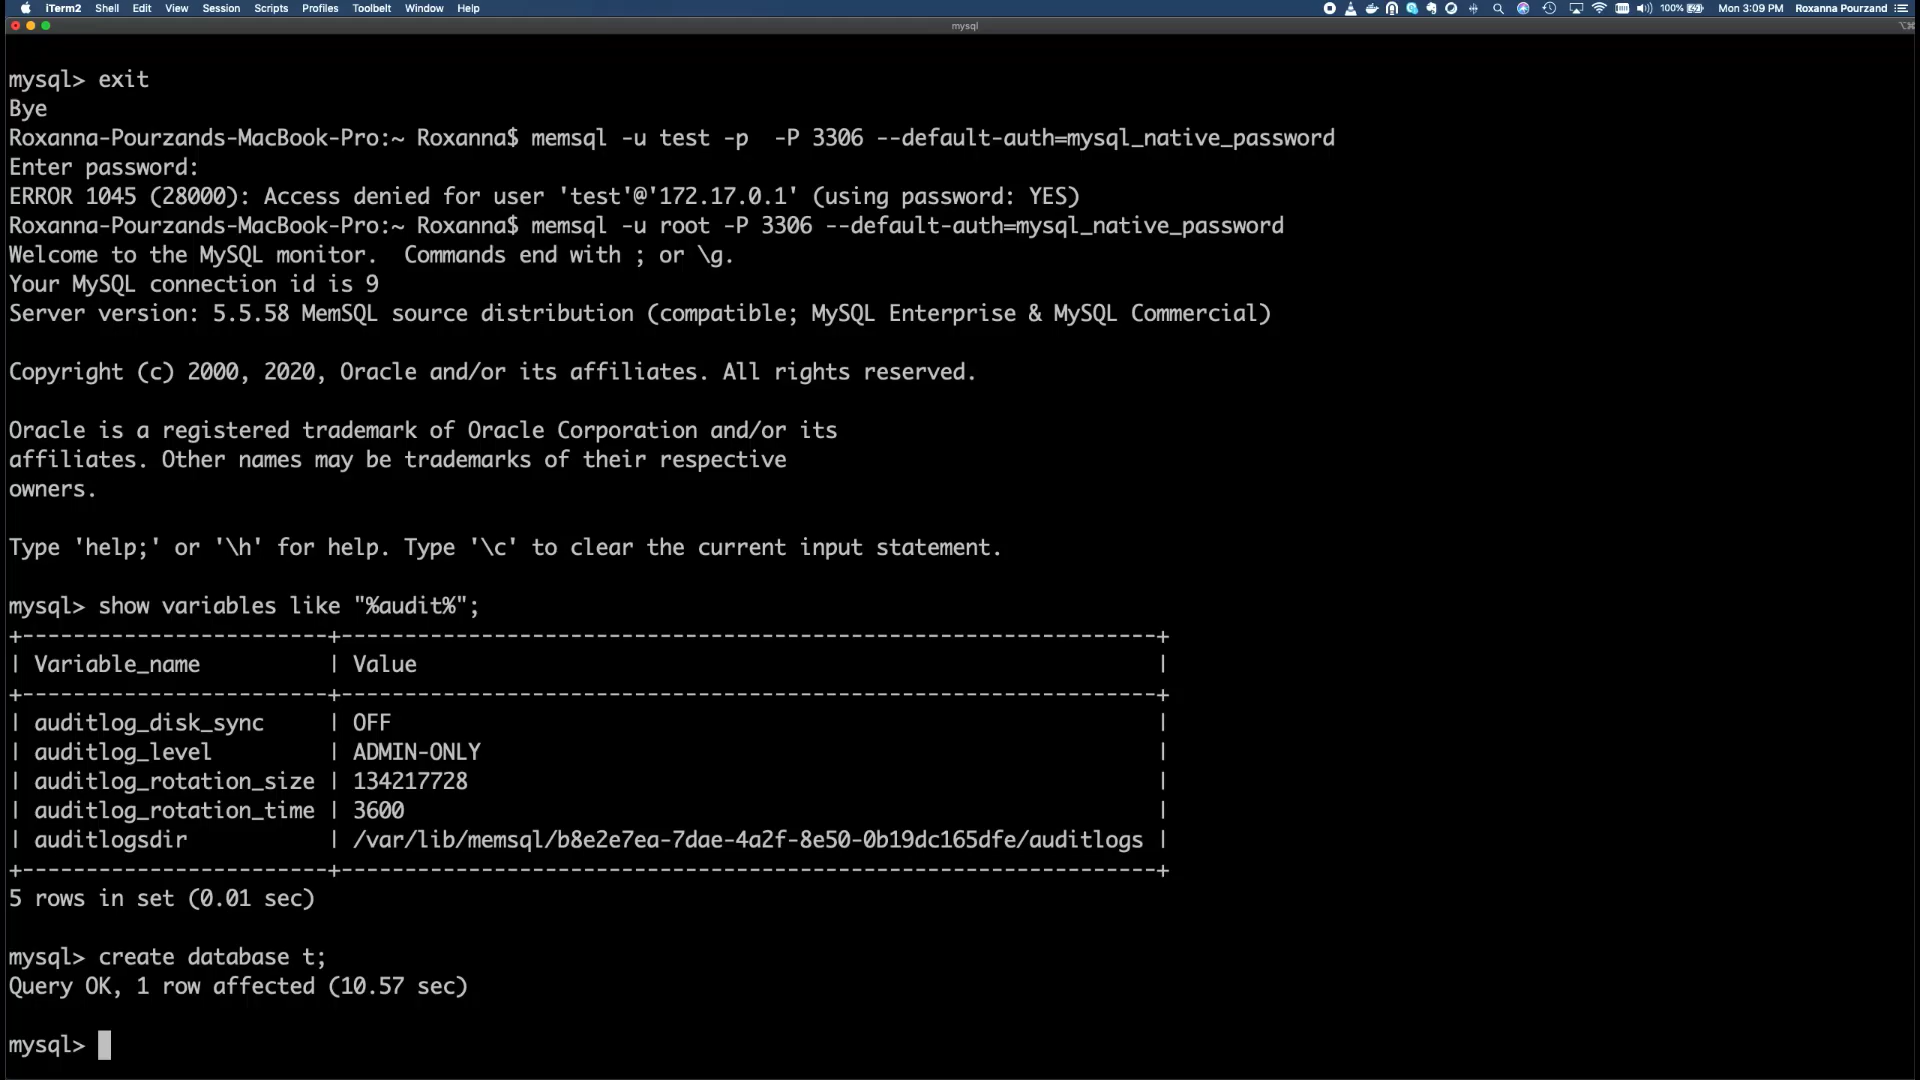 iTerm2 Shell Edit View Session Scripts Profiles Toolbelt Window Help 100% Mon 3:09 PM Roxanna Pourzand
mysql
mysql> exit
Bye
Roxanna-Pourzands-MacBook-Pro:~ Roxanna$ memsql -u test -p  -P 3306 --default-auth=mysql_native_password
Enter password:
ERROR 1045 (28000): Access denied for user 'test'@'172.17.0.1' (using password: YES)
Roxanna-Pourzands-MacBook-Pro:~ Roxanna$ memsql -u root -P 3306 --default-auth=mysql_native_password
Welcome to the MySQL monitor.  Commands end with ; or \g.
Your MySQL connection id is 9
Server version: 5.5.58 MemSQL source distribution (compatible; MySQL Enterprise & MySQL Commercial)
Copyright (c) 2000, 2020, Oracle and/or its affiliates. All rights reserved.
Oracle is a registered trademark of Oracle Corporation and/or its
affiliates. Other names may be trademarks of their respective
owners.
Type 'help;' or '\h' for help. Type '\c' to clear the current input statement.
mysql> show variables like "%audit%";
+------------------------+----------------------------------------------------------------+
| Variable_name          | Value                                                          |
+------------------------+----------------------------------------------------------------+
| auditlog_disk_sync     | OFF                                                            |
| auditlog_level         | ADMIN-ONLY                                                     |
| auditlog_rotation_size | 134217728                                                      |
| auditlog_rotation_time | 3600                                                           |
| auditlogsdir           | /var/lib/memsql/b8e2e7ea-7dae-4a2f-8e50-0b19dc165dfe/auditlogs |
+------------------------+----------------------------------------------------------------+
5 rows in set (0.01 sec)
mysql> create database t;
Query OK, 1 row affected (10.57 sec)
mysql>